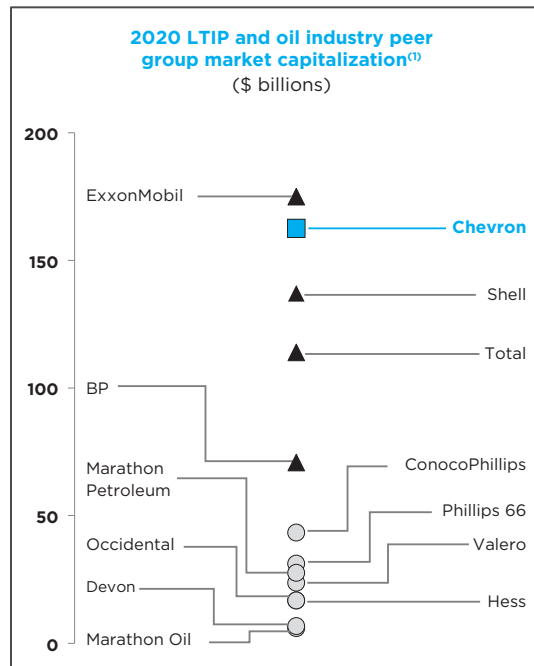 2020 LTIP and oil industry peer
group market capitalization(1)
($ billions)
200
ExxonMobil
Chevron
150
Shell
Total
100
BP
ConocoPhillips
Marathon
Petroleum
50
Phillips 66
Occidental
Valero
Devon
Hess
Marathon Oil
0